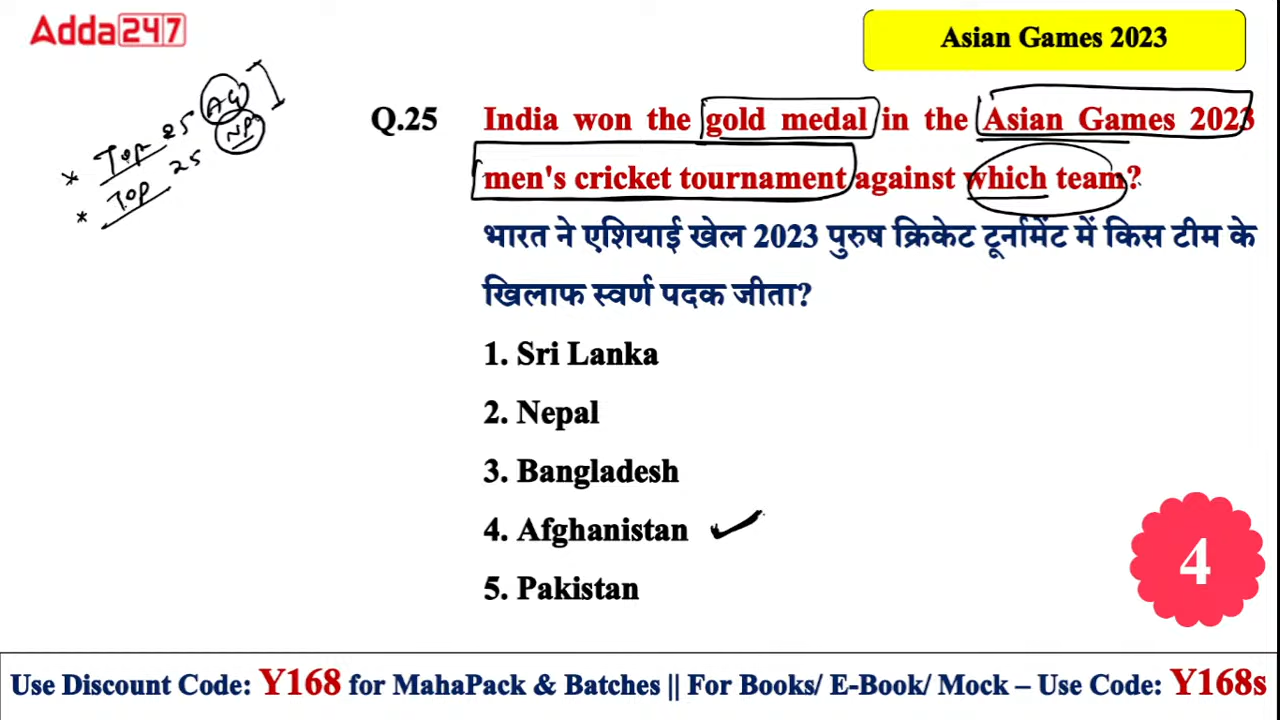 Adda247
Asian Games 2023
* Top 25 AG
* Top 25 NP
Q.25 India won the gold medal in the Asian Games 2023
men's cricket tournament against which team?
भारत ने एशियाई खेल 2023 पुरुष क्रिकेट टूर्नामेंट में किस टीम के
खिलाफ स्वर्ण पदक जीता?
1. Sri Lanka
2. Nepal
3. Bangladesh
4. Afghanistan
5. Pakistan
4
Use Discount Code: Y168 for MahaPack & Batches || For Books/ E-Book/ Mock – Use Code: Y168s